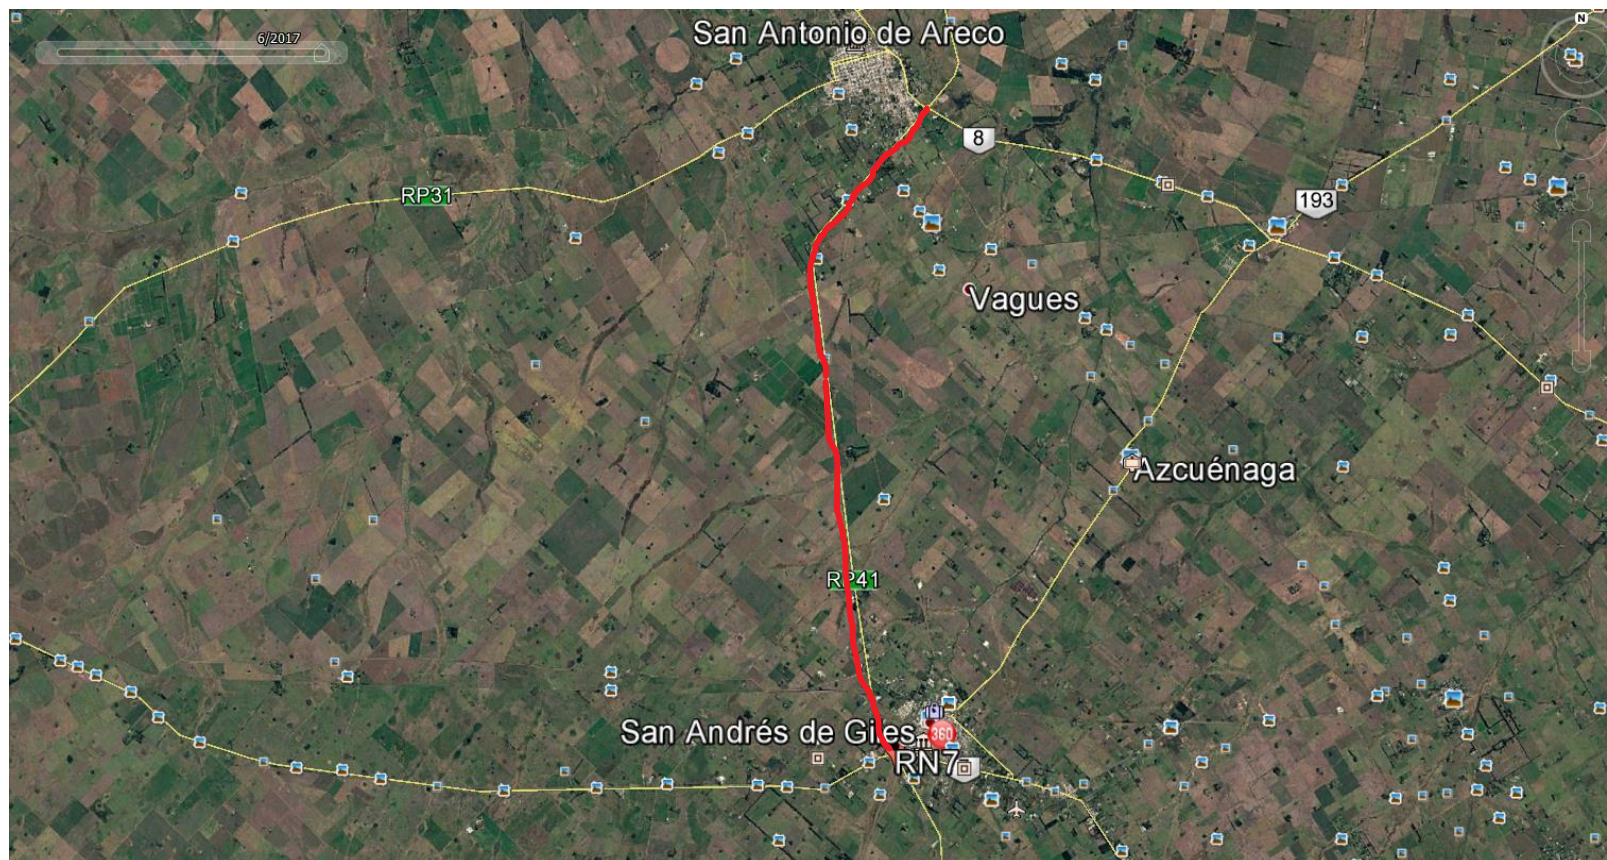 6/2017
San Antonio de Areco
N
8
RP31
193
Vagues
Azcuénaga
RP41
San Andrés de Giles
360
RN7